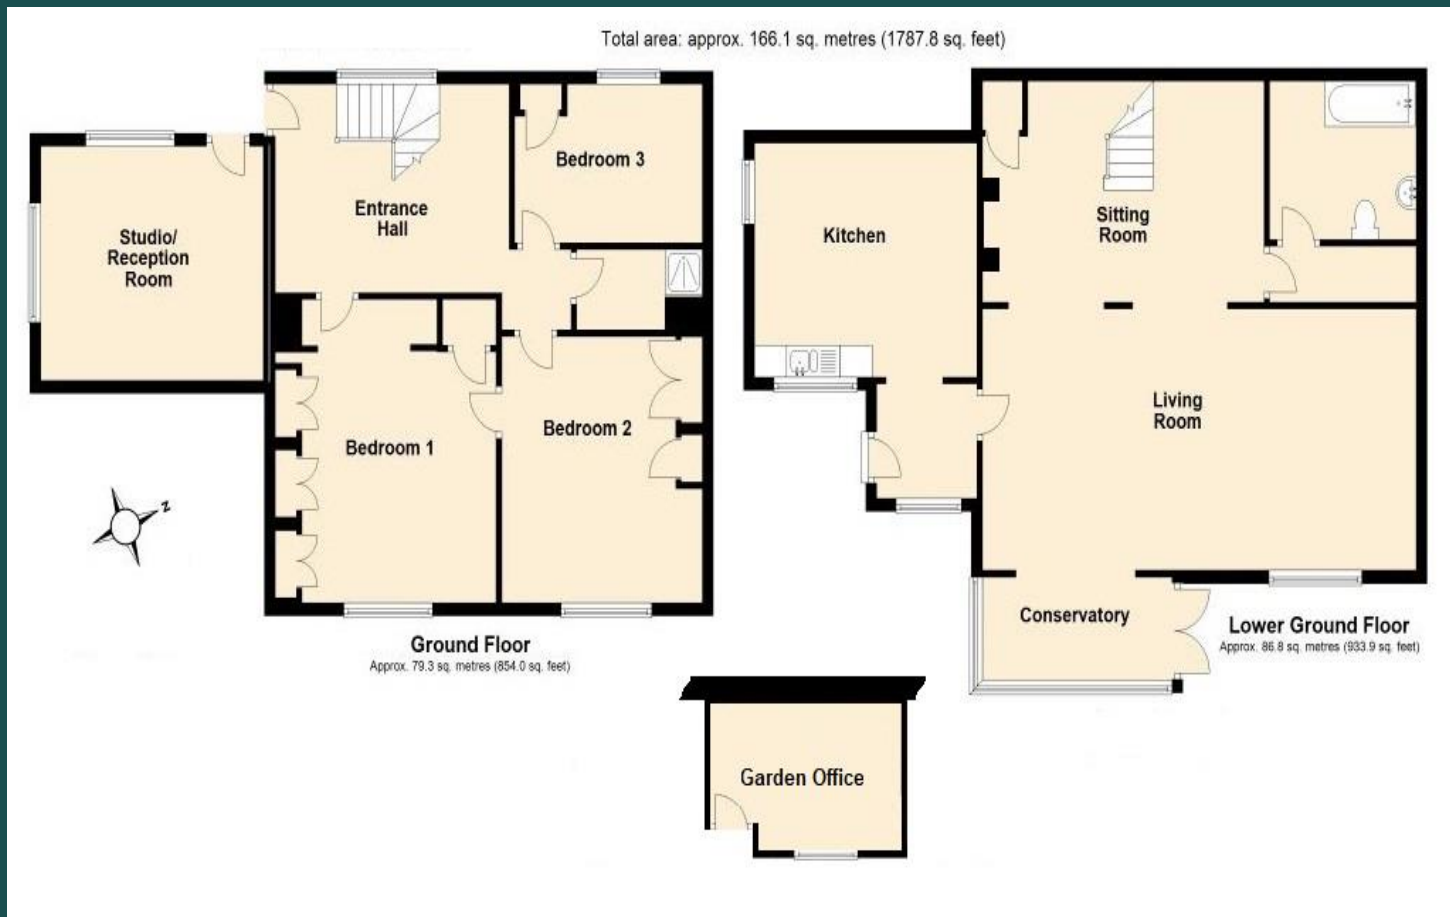 Total area: approx. 166.1 sq. metres (1787.8 sq. feet)
Bedroom 3
Entrance
Hall
Studio/
Reception
Room
Bedroom 1
Bedroom 2
Z
Ground Floor
Approx. 79.3 sq. metres (854.0 sq. feet)
Kitchen
Sitting
Room
Living
Room
Conservatory
Lower Ground Floor
Approx. 86.8 sq. metres (933.9 sq. feet)
Garden Office